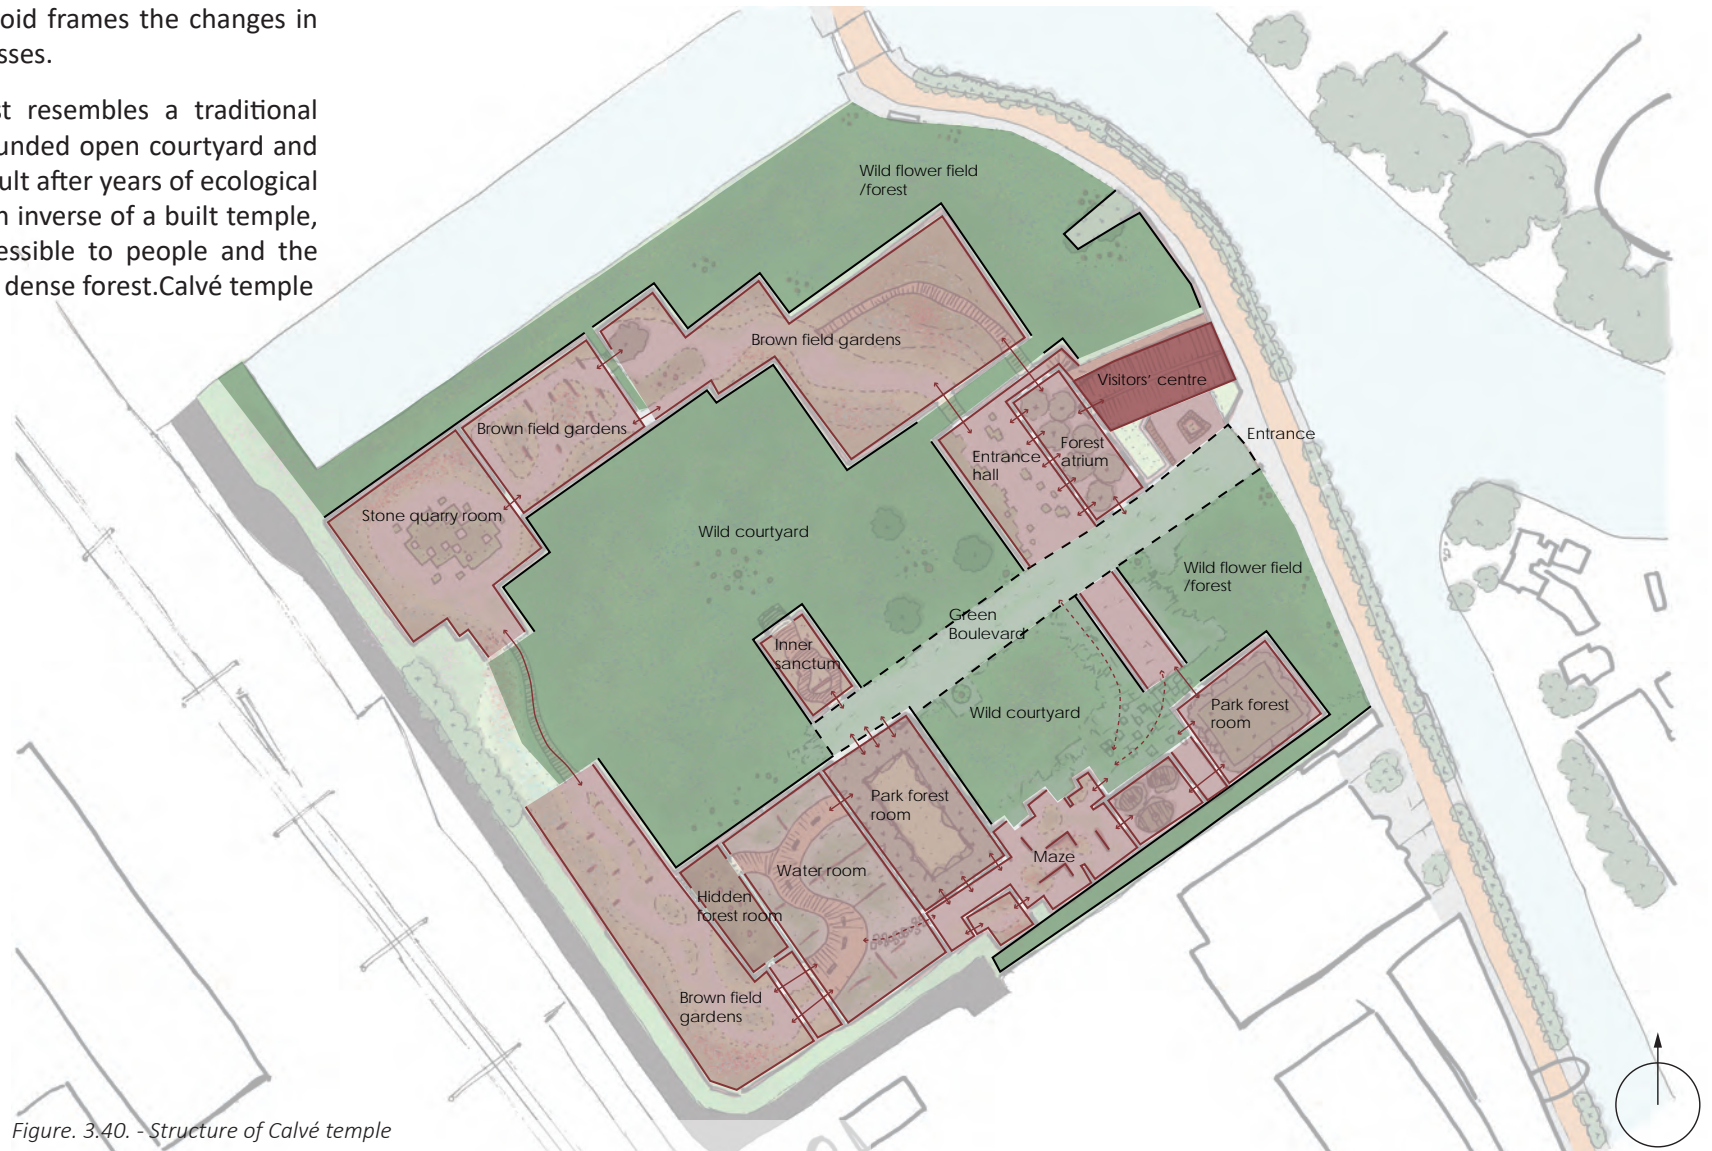 oid frames the changes in
sses.
st resembles a traditional
unded open courtyard and
ult after years of ecological
n inverse of a built temple,
essible to people and the
dense forest.Calvé temple
Wild flower field
/forest
Brown field gardens
Visitors' centre
Brown field gardens
Entrance
Forest
atrium
Entrance
hall
Stone quarry room
Wild courtyard
Wild flower field
/forest
Green
Boulevard
Inner
sanctum
Wild courtyard
Park forest
room
Park forest
room
Maze
Water room
Hidden
forest room
Brown field
gardens
Figure. 3.40. - Structure of Calvé temple